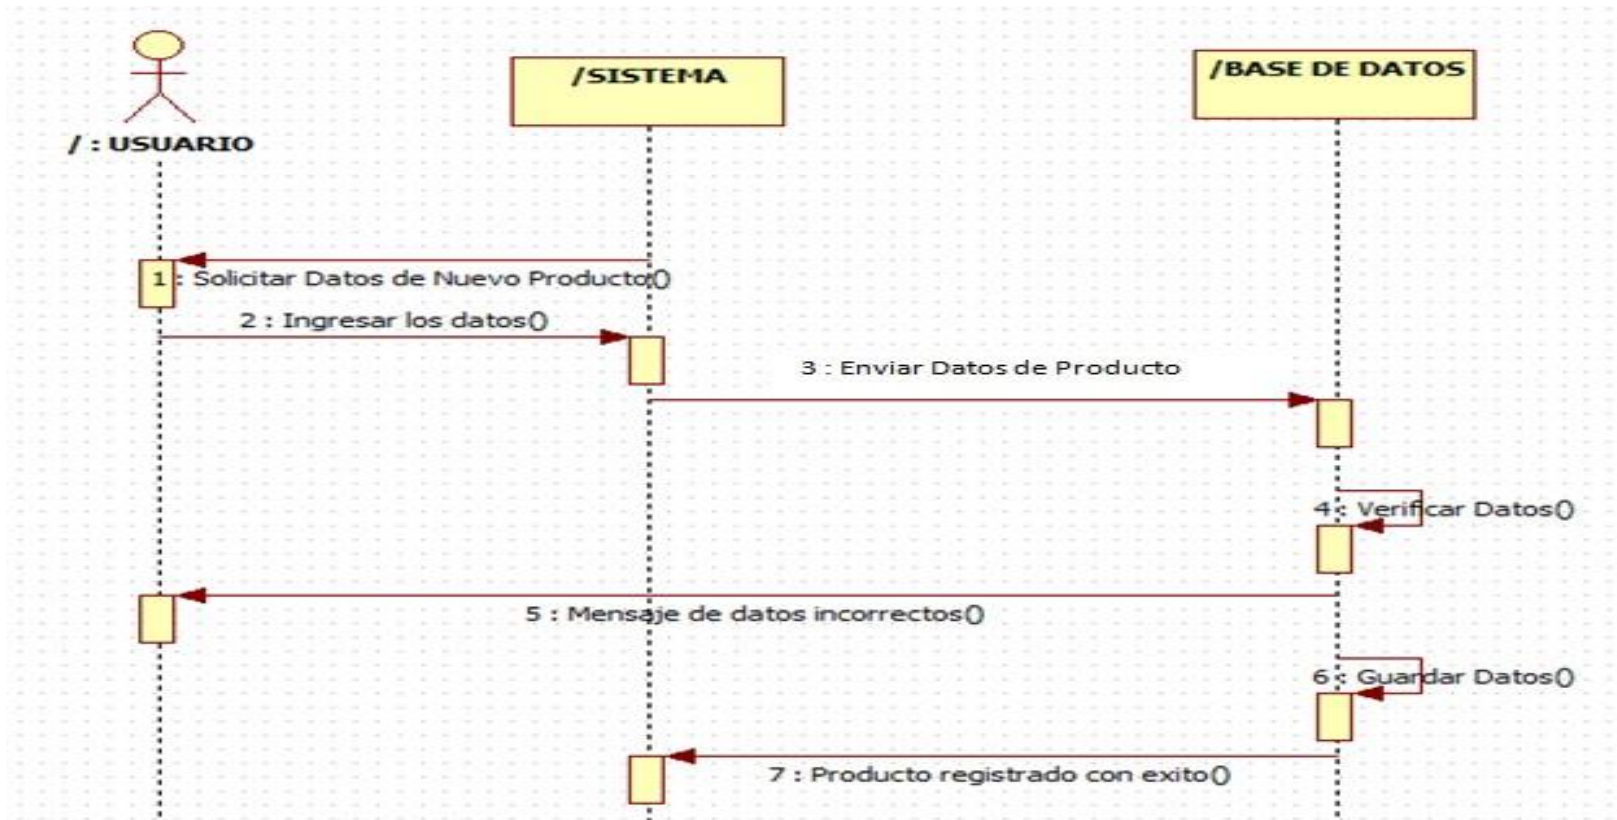 / : USUARIO
/SISTEMA
/BASE DE DATOS
1 : Solicitar Datos de Nuevo Producto()
2 : Ingresar los datos()
3 : Enviar Datos de Producto
4 : Verificar Datos()
5 : Mensaje de datos incorrectos()
6 : Guardar Datos()
7 : Producto registrado con exito()